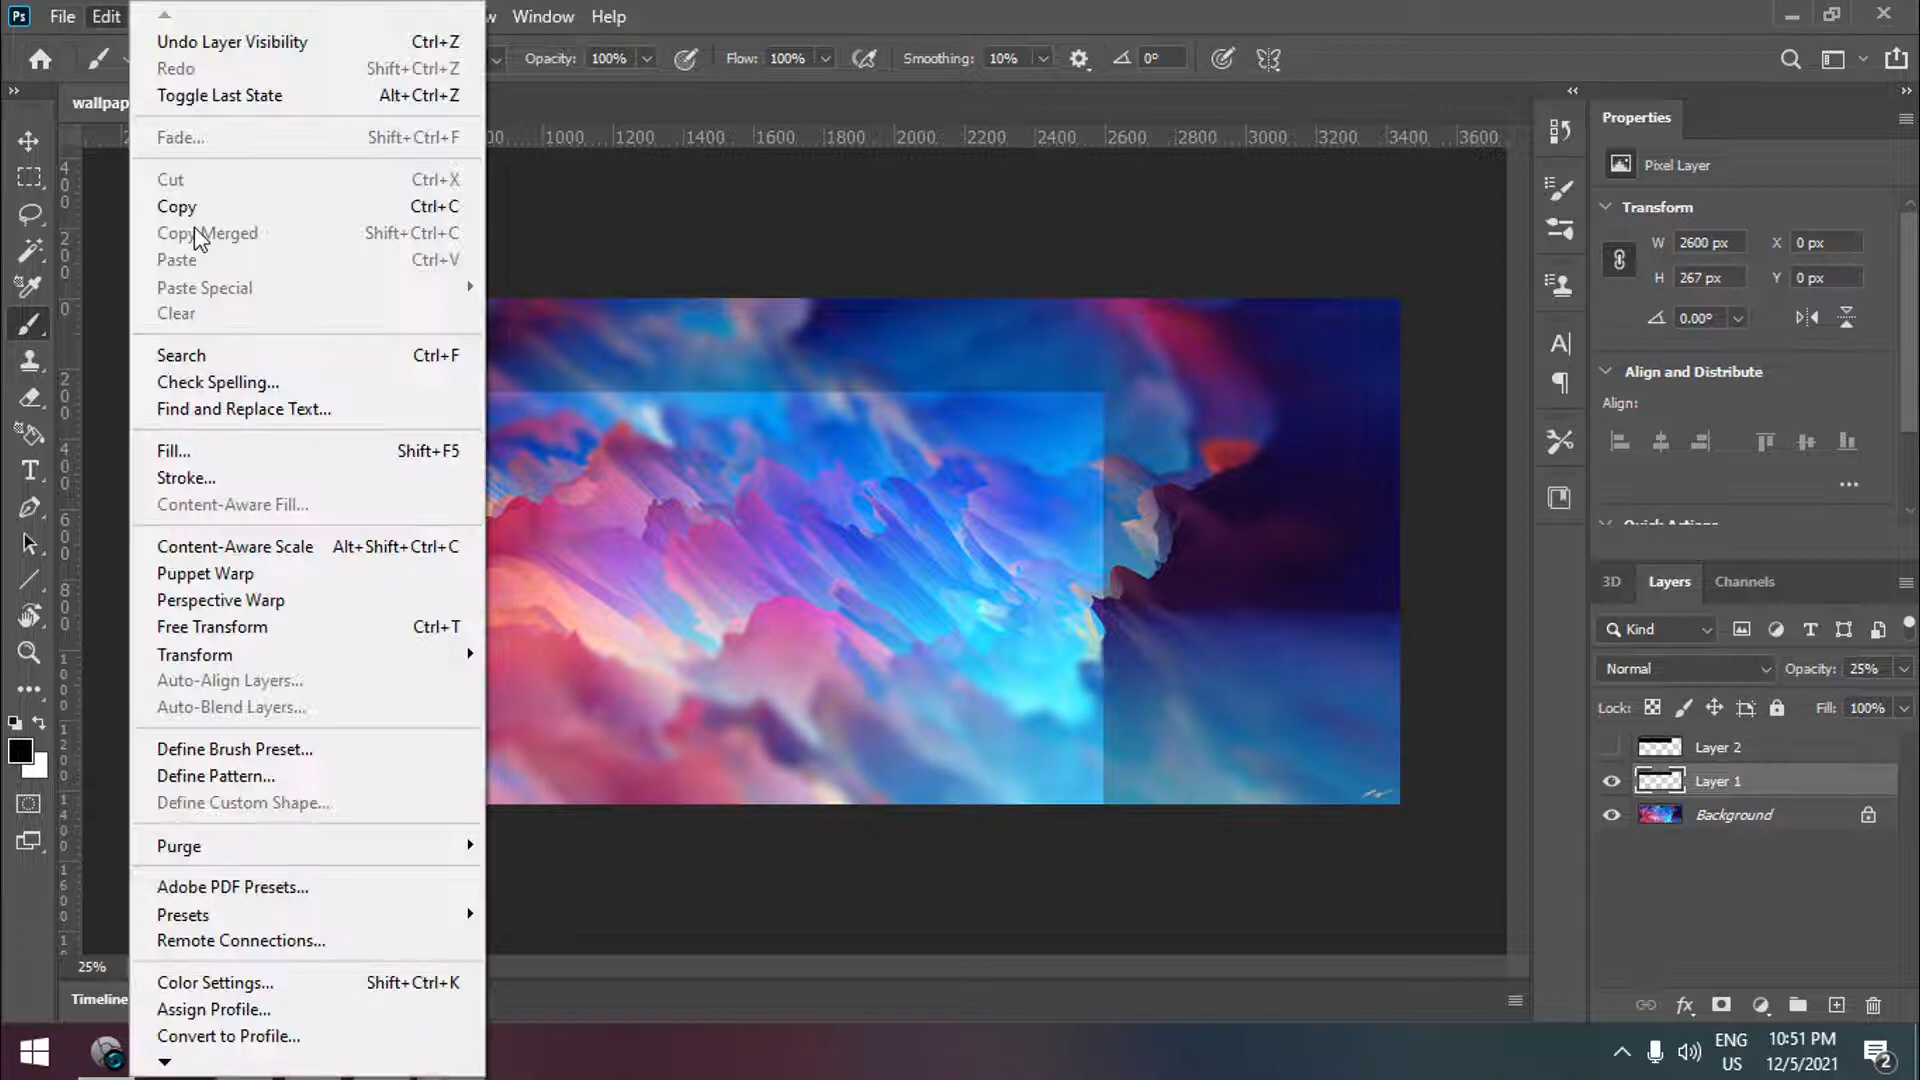 Ps File Edit w Window Help
Opacity: 100% Flow: 100% Smoothing: 10% 0°
wallpap
Undo Layer Visibility Ctrl+Z
Redo Shift+Ctrl+Z
Toggle Last State Alt+Ctrl+Z
Fade... Shift+Ctrl+F
Cut Ctrl+X
Copy Ctrl+C
Copy Merged Shift+Ctrl+C
Paste Ctrl+V
Paste Special
Clear
Search Ctrl+F
Check Spelling...
Find and Replace Text...
Fill... Shift+F5
Stroke...
Content-Aware Fill...
Content-Aware Scale Alt+Shift+Ctrl+C
Puppet Warp
Perspective Warp
Free Transform Ctrl+T
Transform
Auto-Align Layers...
Auto-Blend Layers...
Define Brush Preset...
Define Pattern...
Define Custom Shape...
Purge
Adobe PDF Presets...
Presets
Remote Connections...
Color Settings... Shift+Ctrl+K
Assign Profile...
Convert to Profile...
00 1000 1200 1400 1600 1800 2000 2200 2400 2600 2800 3000 3200 3400 3600
25%
Timeline
Properties
Pixel Layer
Transform
W 2600 px X 0 px
H 267 px Y 0 px
0.00°
Align and Distribute
Align:
Quick Actions
3D Layers Channels
Kind
Normal Opacity: 25%
Lock: Fill: 100%
Layer 2
Layer 1
Background
ENG 10:51 PM
US 12/5/2021 2